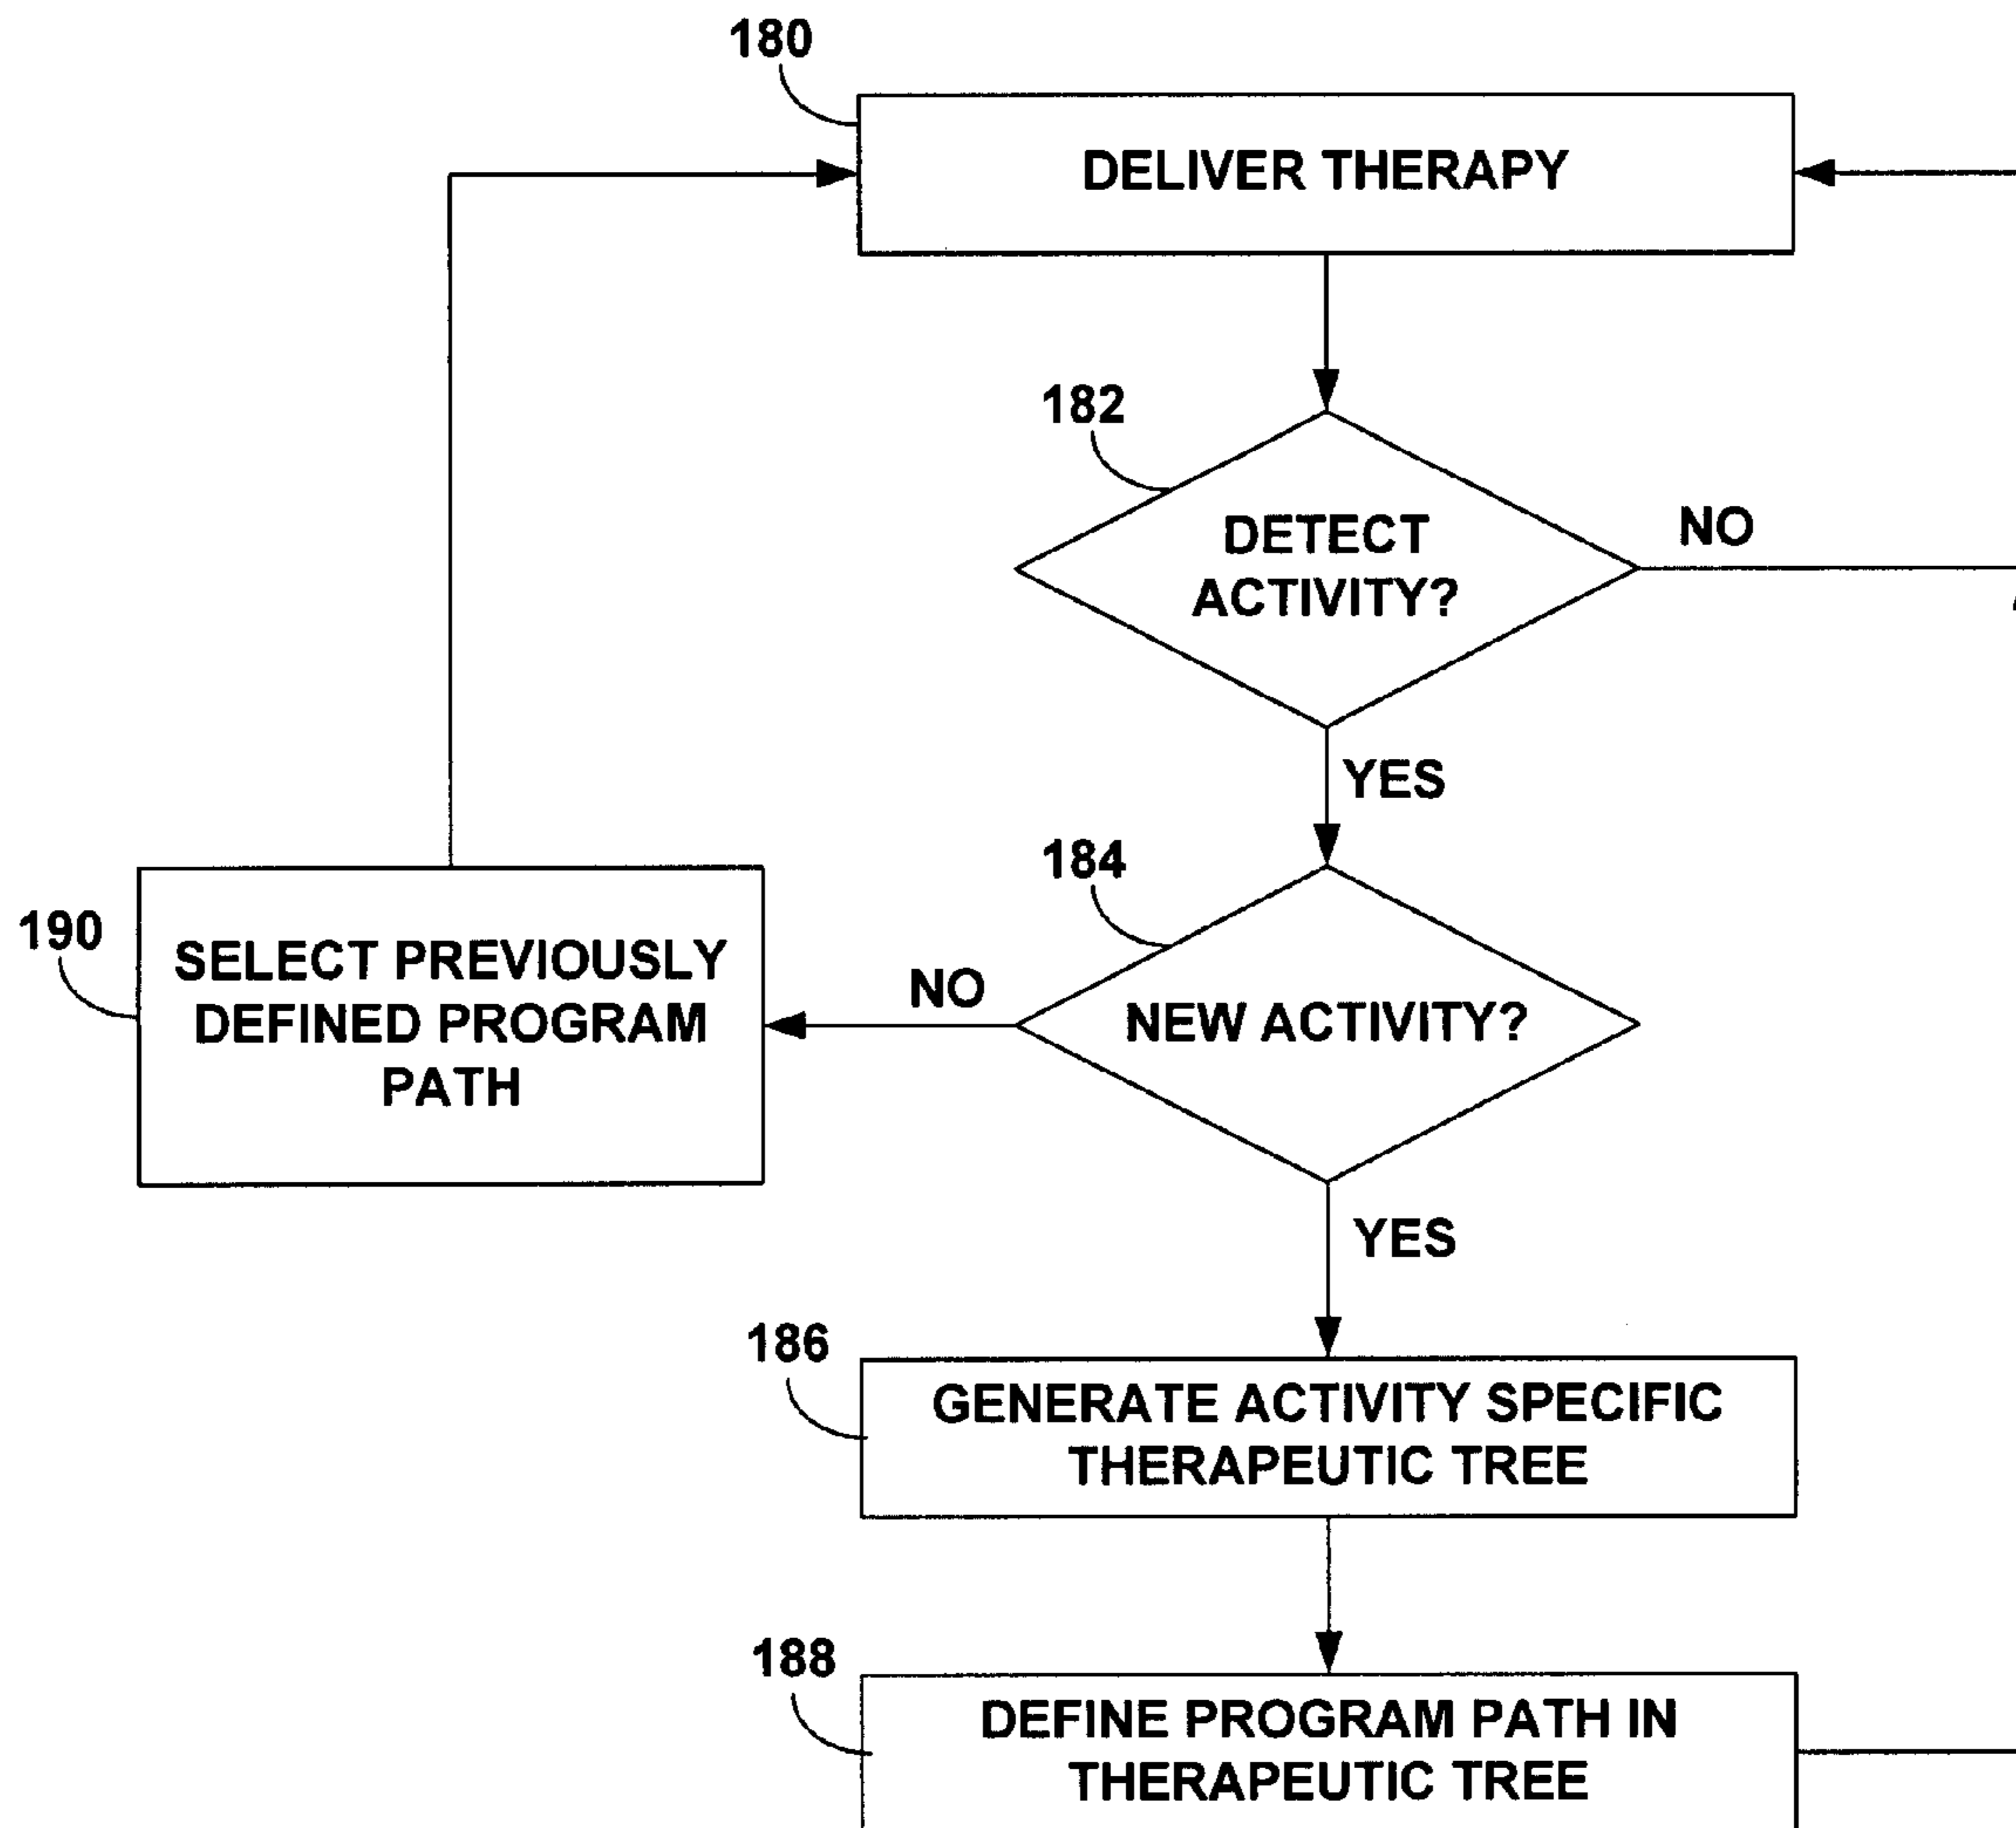 180
DELIVER THERAPY
182
DETECT
ACTIVITY?
NO
YES
184
NEW ACTIVITY?
NO
190
SELECT PREVIOUSLY
DEFINED PROGRAM
PATH
YES
186
GENERATE ACTIVITY SPECIFIC
THERAPEUTIC TREE
188
DEFINE PROGRAM PATH IN
THERAPEUTIC TREE